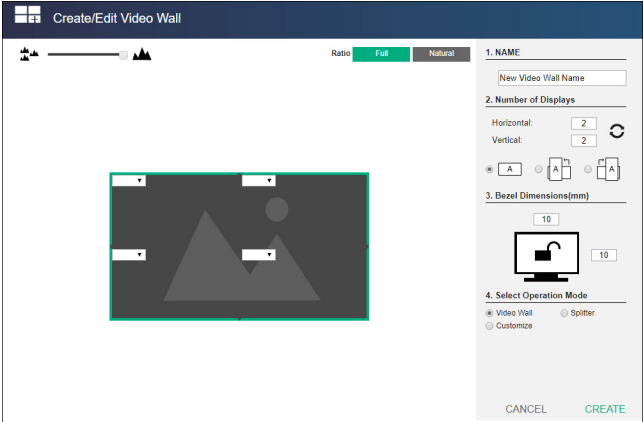 Create/Edit Video Wall
Ratio Full Natural
1. NAME
New Video Wall Name
2. Number of Displays
Horizontal: 2
Vertical: 2
A A A
3. Bezel Dimensions(mm)
10
10
4. Select Operation Mode
Video Wall Splitter
Customize
CANCEL CREATE